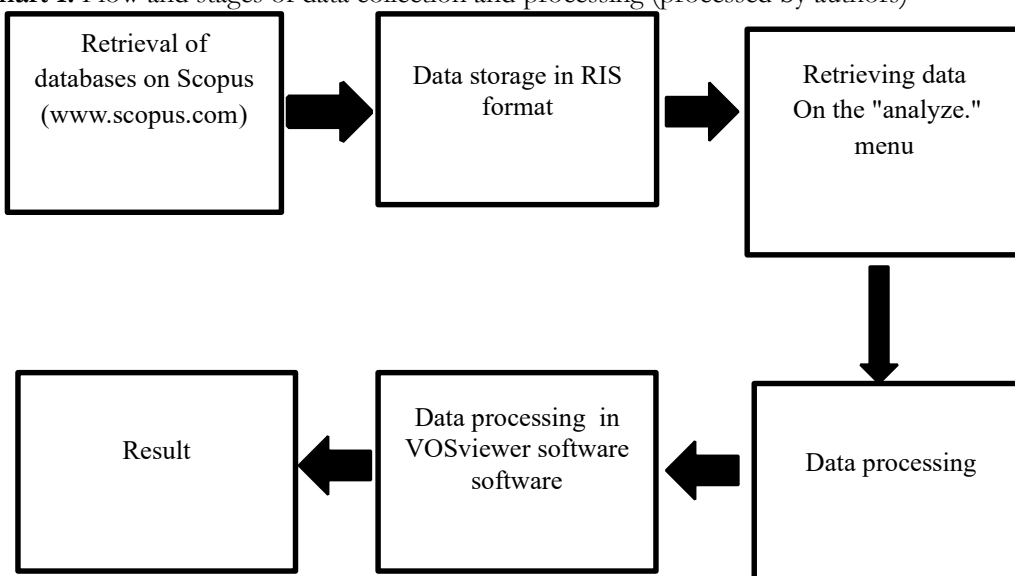 hart 1. Flow and stages of data collection and processing (processed by authors)
Retrieval of
databases on Scopus
(www.scopus.com)
Data storage in RIS
format
Retrieving data
On the "analyze."
menu
Result
Data processing in
VOSviewer software
software
Data processing